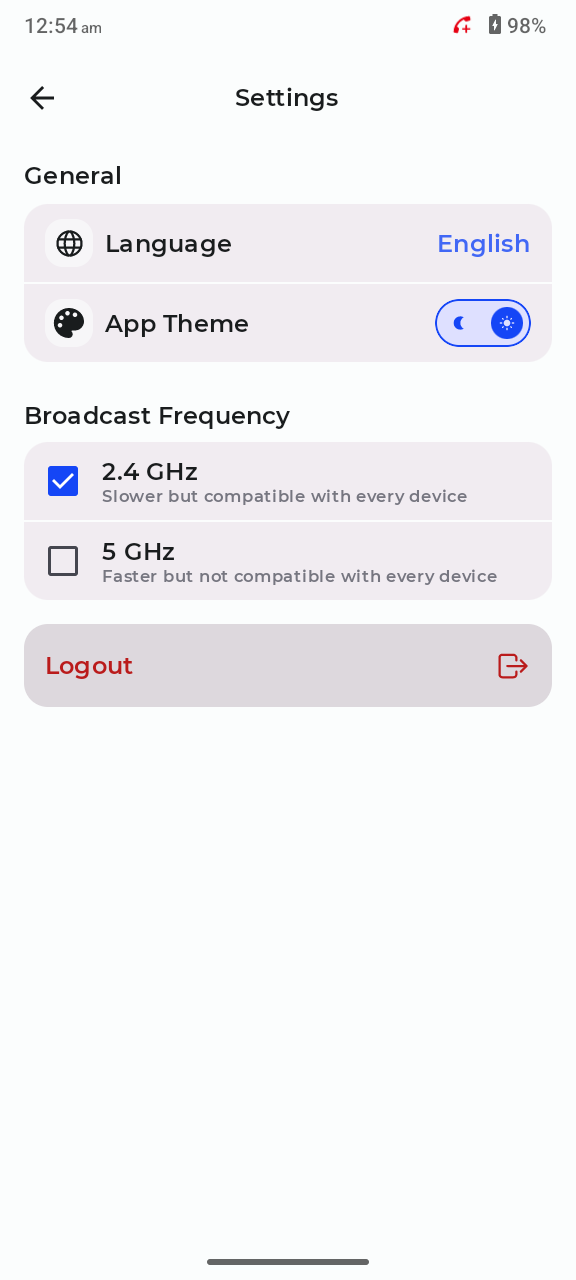 12:54 am
98%
Settings
General
Language
English
App Theme
Broadcast Frequency
2.4 GHz
Slower but compatible with every device
5 GHz
Faster but not compatible with every device
Logout